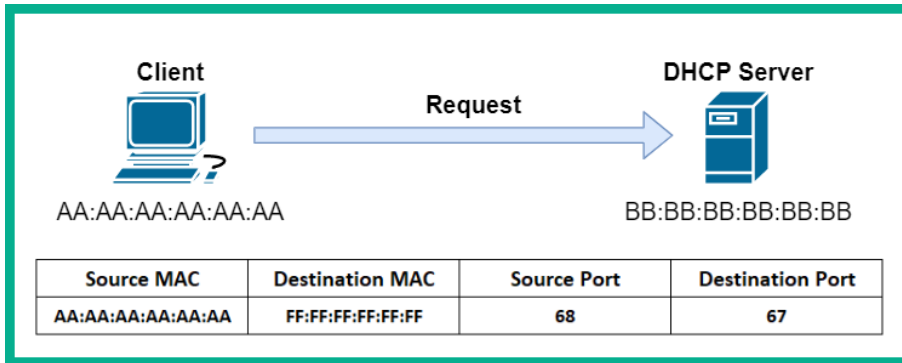 Client
DHCP Server
Request
AA:AA:AA:AA:AA:AA
BB:BB:BB:BB:BB:BB
Source MAC Destination MAC Source Port Destination Port
AA:AA:AA:AA:AA:AA FF:FF:FF:FF:FF:FF 68 67